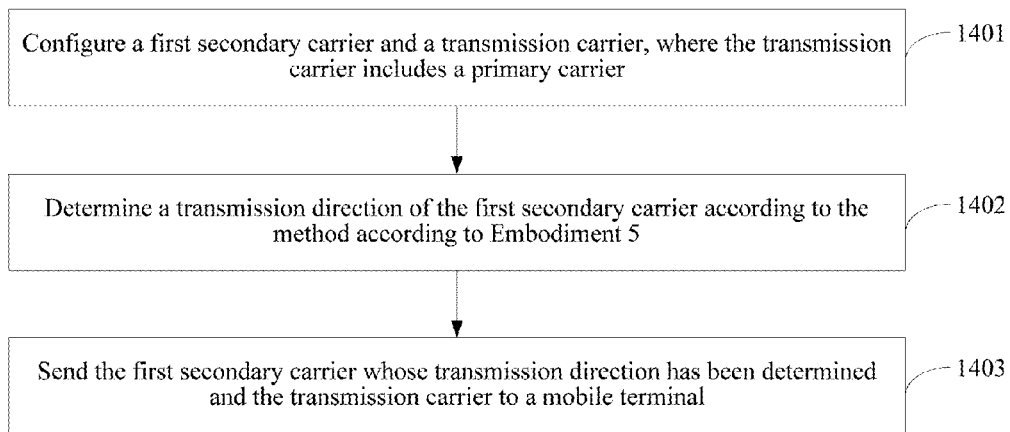 Configure a first secondary carrier and a transmission carrier, where the transmission
carrier includes a primary carrier
1401
Determine a transmission direction of the first secondary carrier according to the
method according to Embodiment 5
1402
Send the first secondary carrier whose transmission direction has been determined
and the transmission carrier to a mobile terminal
1403